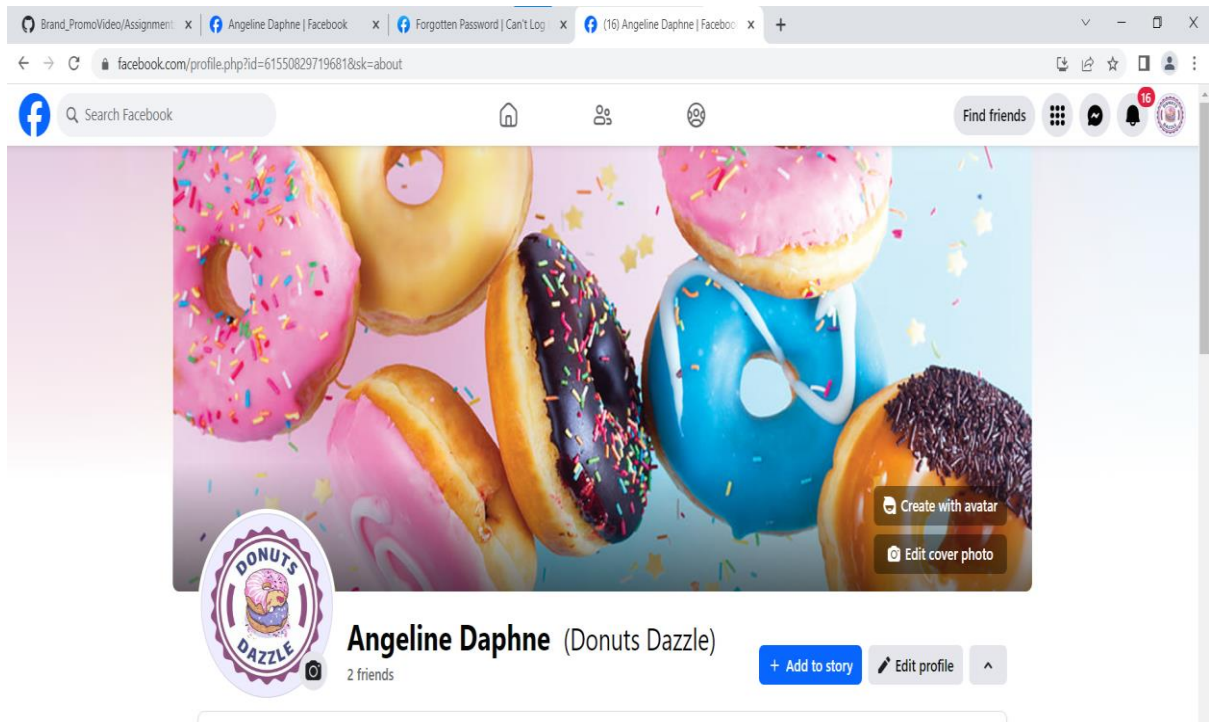 Brand_PromoVideo/Assignment
Angeline Daphne | Facebook
Forgotten Password | Can't Log
(16) Angeline Daphne | Faceboo
facebook.com/profile.php?id=61550829719681&sk=about
Search Facebook
Find friends
16
Create with avatar
Edit cover photo
DONUTS
DAZZLE
Angeline Daphne (Donuts Dazzle)
2 friends
+ Add to story
Edit profile